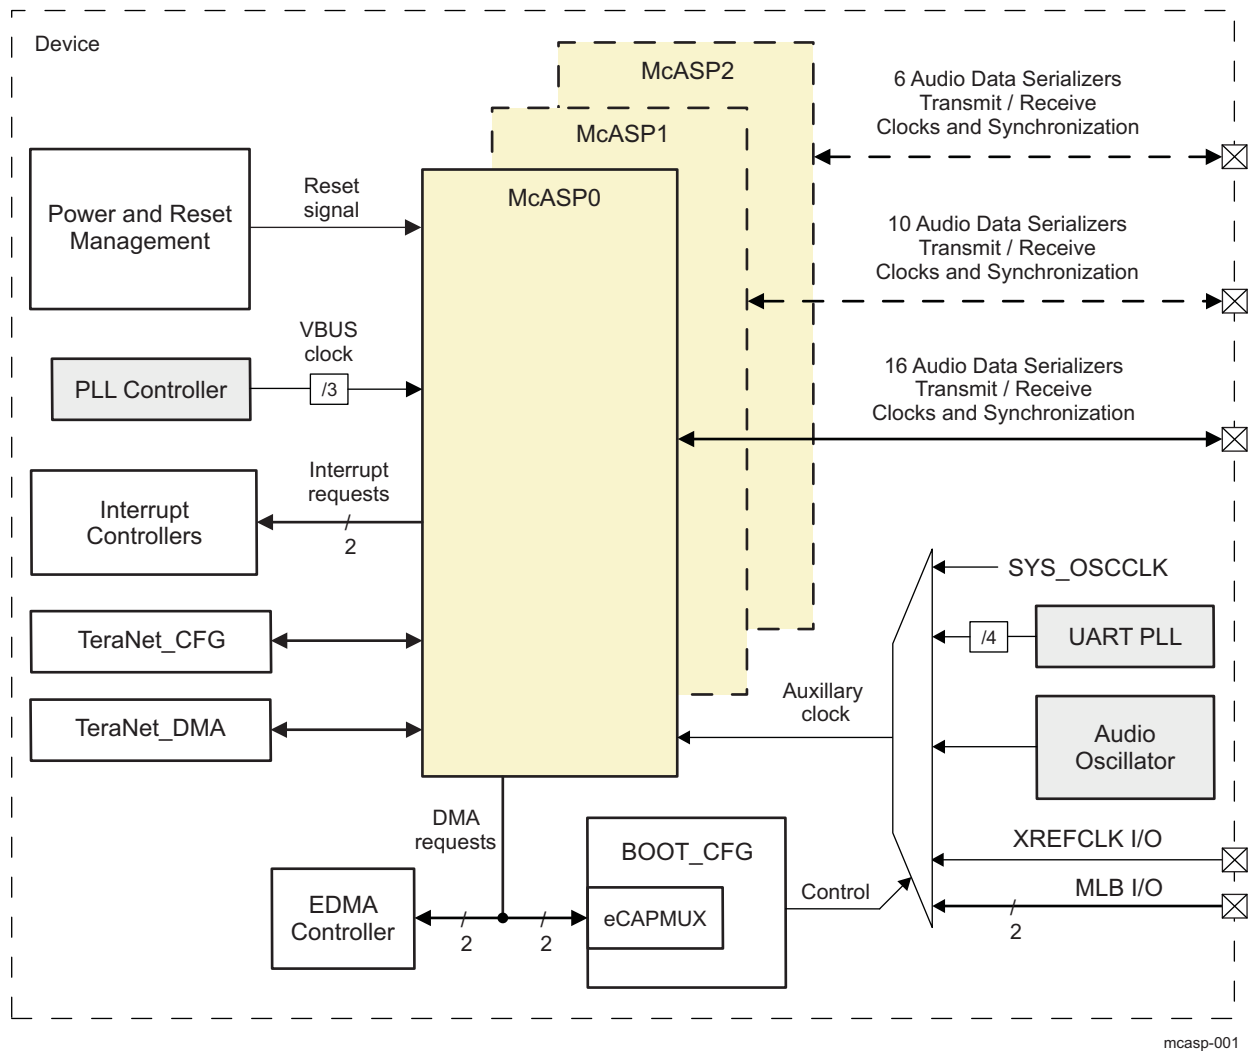 Device
McASP2
6 Audio Data Serializers
Transmit / Receive
Clocks and Synchronization
McASP1
McASP0
Reset
signal
Power and Reset
Management
10 Audio Data Serializers
Transmit / Receive
Clocks and Synchronization
VBUS
clock
PLL Controller
/3
16 Audio Data Serializers
Transmit / Receive
Clocks and Synchronization
Interrupt
requests
2
Interrupt
Controllers
SYS_OSCCLK
TeraNet_CFG
/4
UART PLL
TeraNet_DMA
Auxillary
clock
Audio
Oscillator
DMA
requests
BOOT_CFG
XREFCLK I/O
MLB I/O
2
Control
EDMA
Controller
2
2
eCAPMUX
mcasp-001